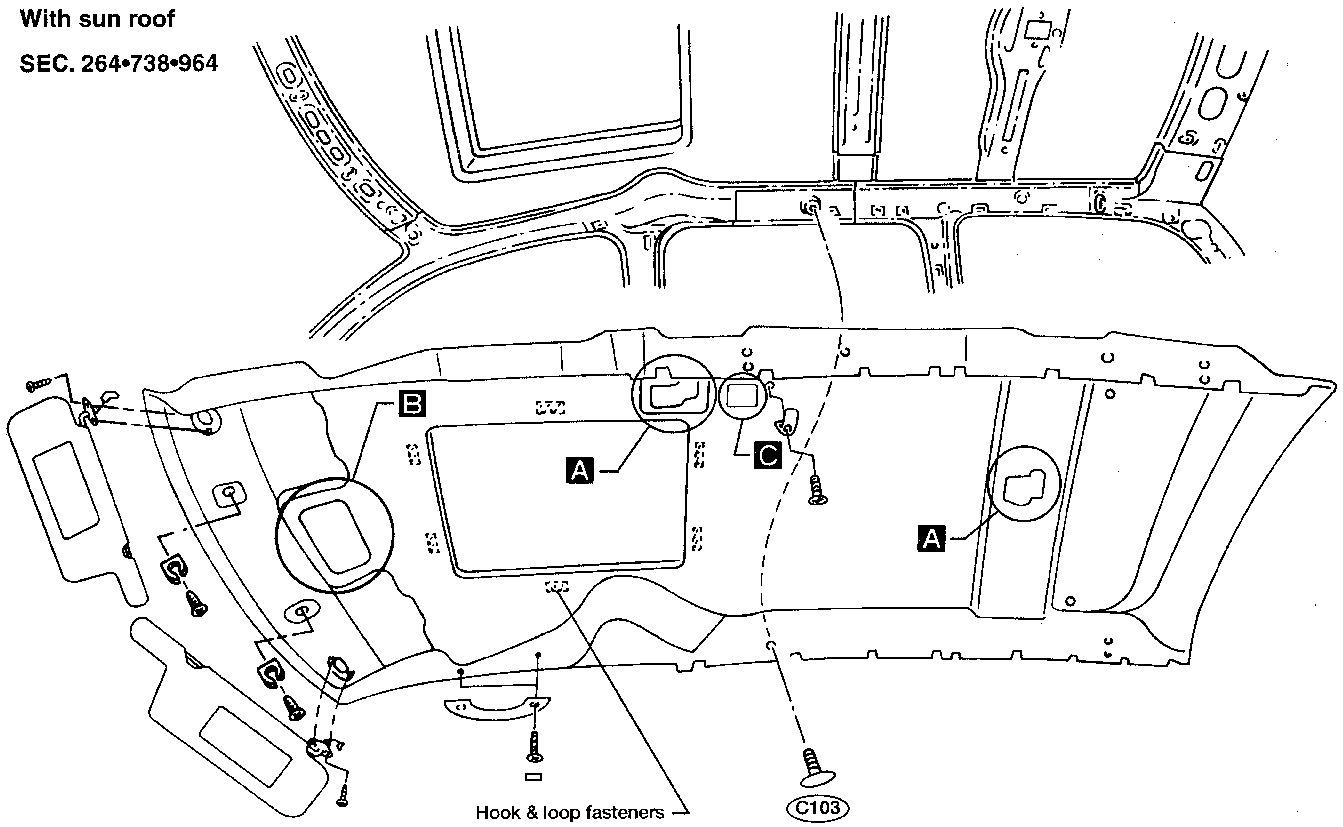 With sun roof
SEC. 264•738•964
B
A
C
A
Hook & loop fasteners
C103